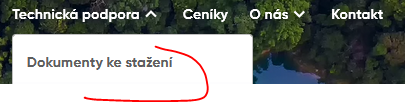 Technická podpora Ceníky O nás Kontakt
Dokumenty ke stažení